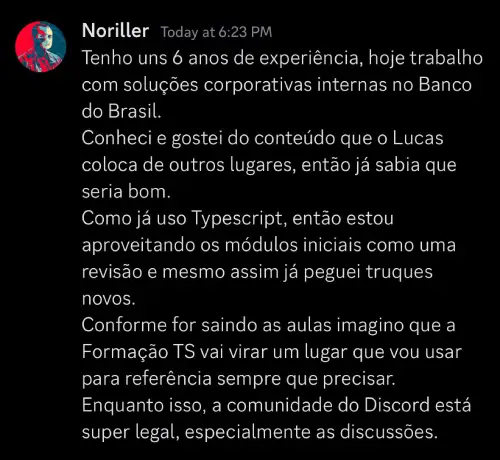 Noriller Today at 6:23 PM
Tenho uns 6 anos de experiência, hoje trabalho
com soluções corporativas internas no Banco
do Brasil.
Conheci e gostei do conteúdo que o Lucas
coloca de outros lugares, então já sabia que
seria bom.
Como já uso Typescript, então estou
aproveitando os módulos iniciais como uma
revisão e mesmo assim já peguei truques
novos.
Conforme for saindo as aulas imagino que a
Formação TS vai virar um lugar que vou usar
para referência sempre que precisar.
Enquanto isso, a comunidade do Discord está
super legal, especialmente as discussões.